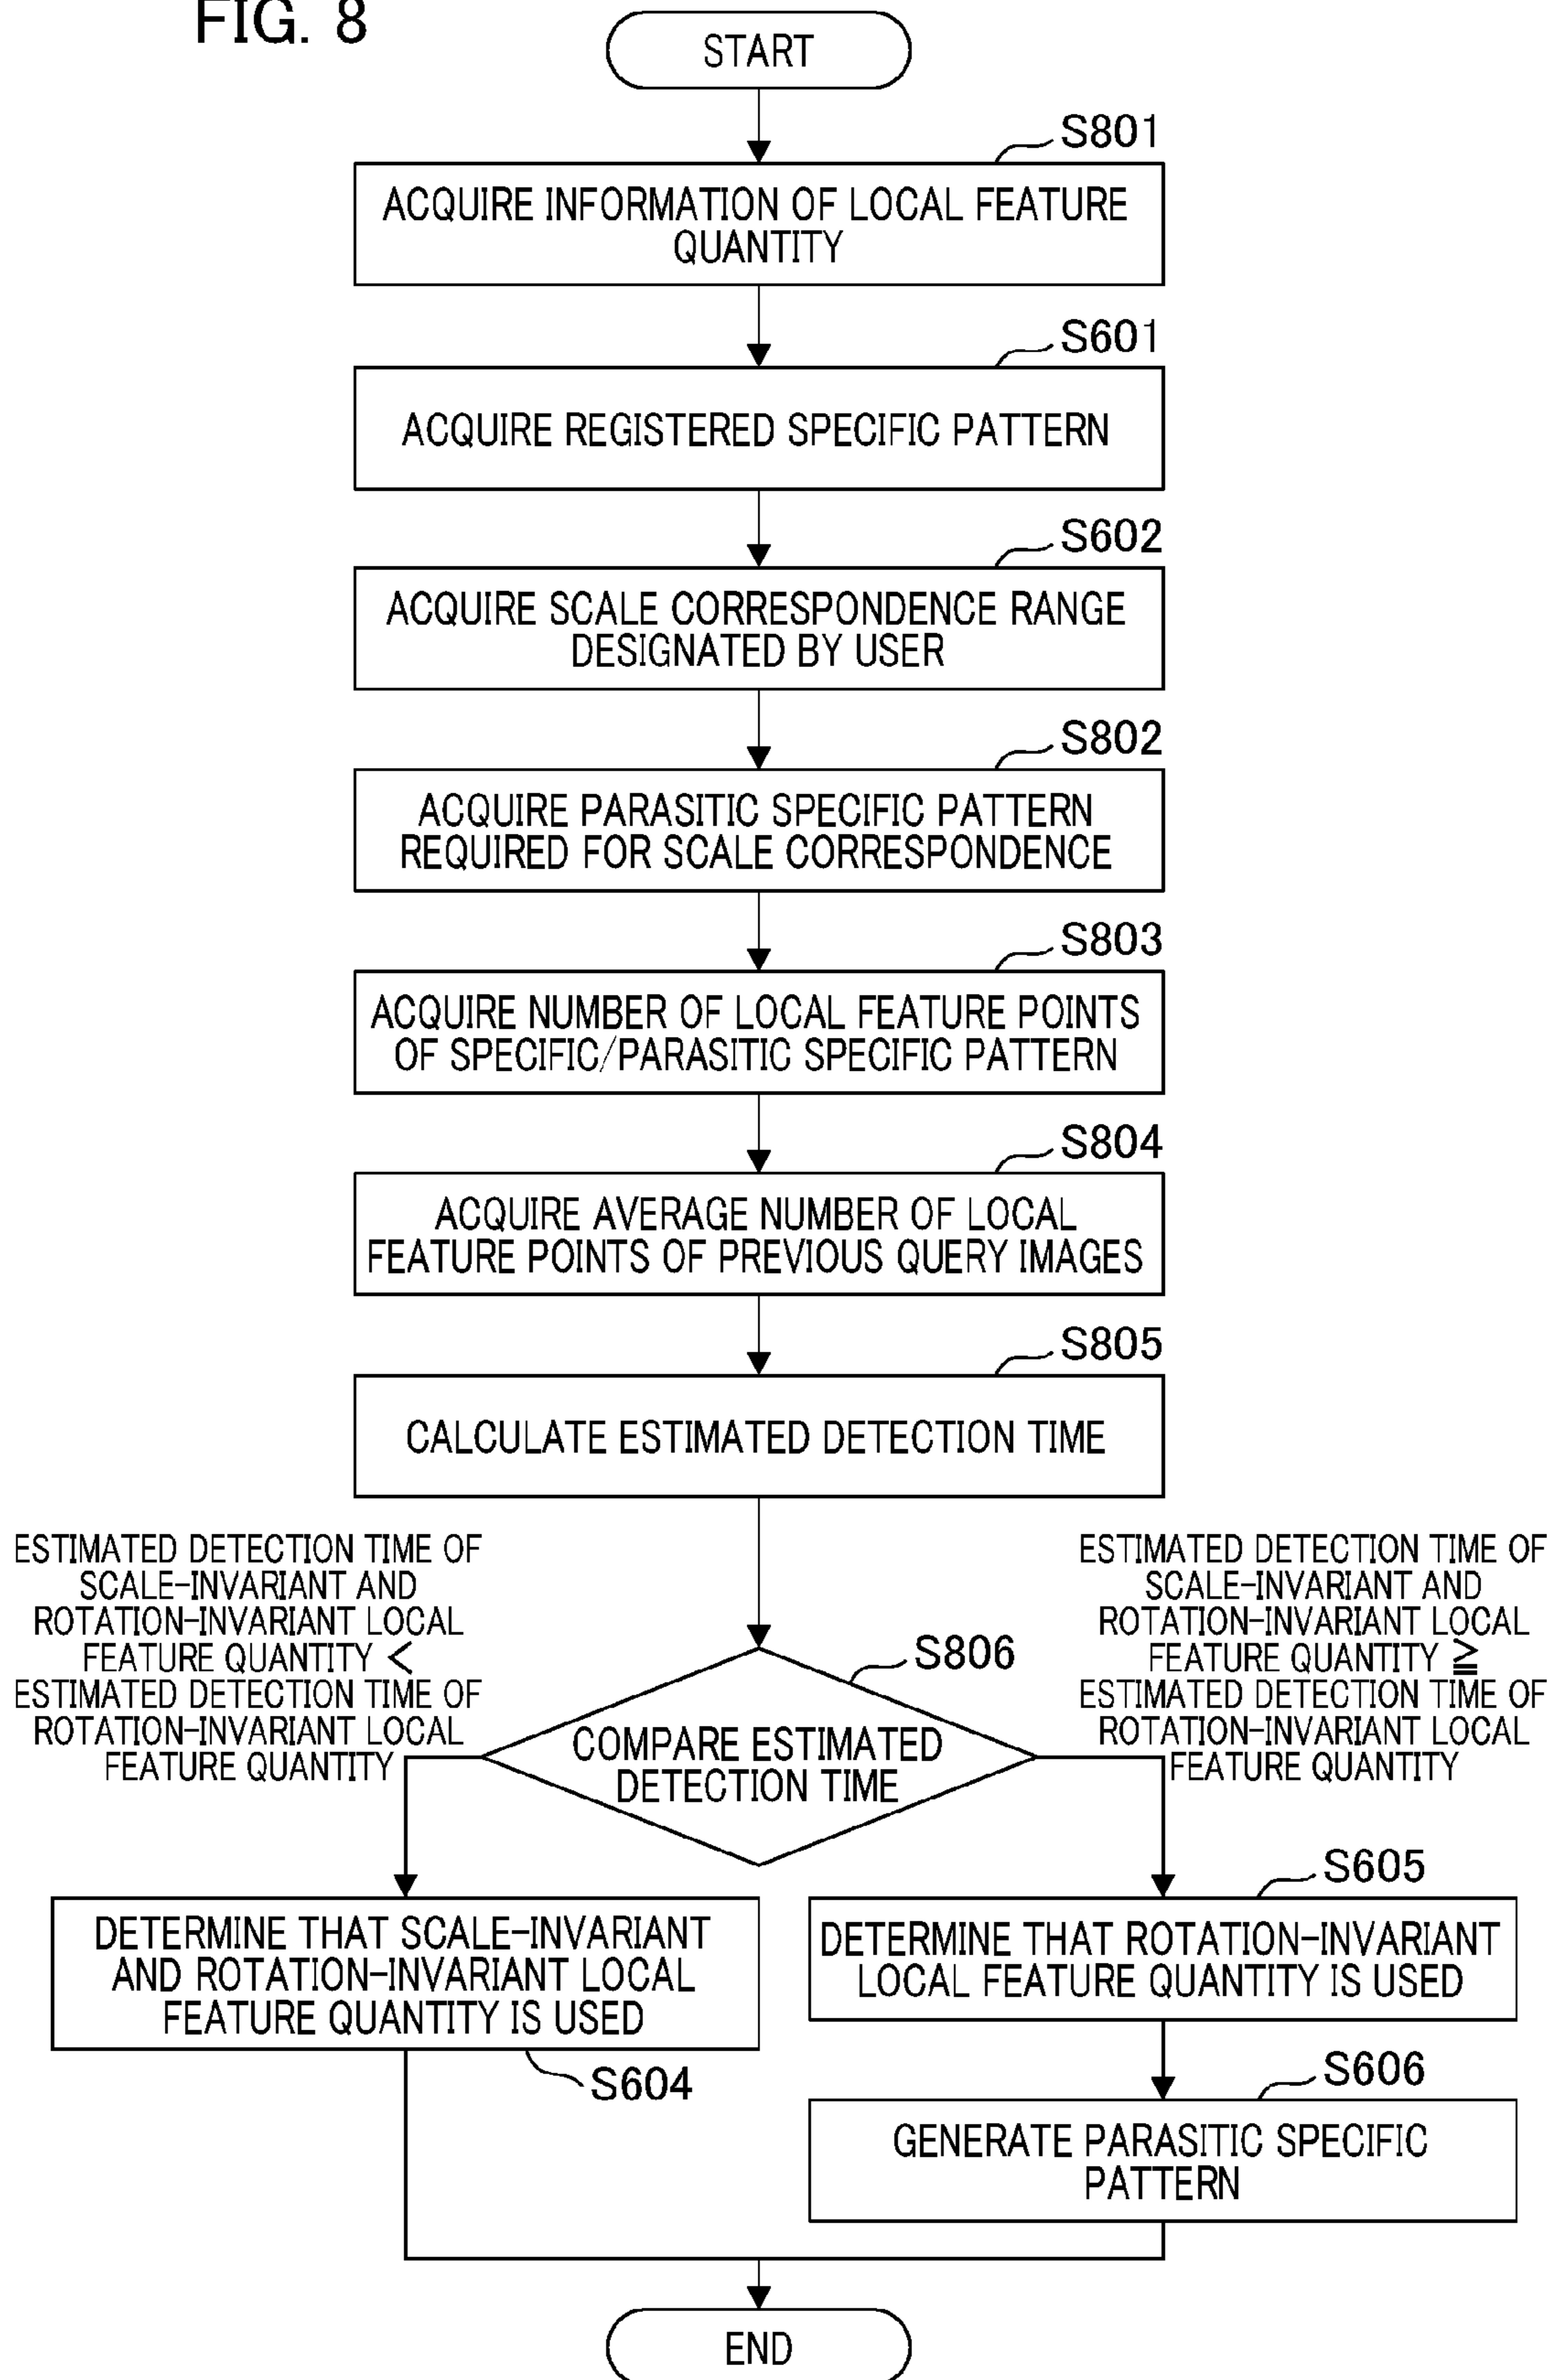 FIG. 8
START
S801
ACQUIRE INFORMATION OF LOCAL FEATURE
QUANTITY
S601
ACQUIRE REGISTERED SPECIFIC PATTERN
S602
ACQUIRE SCALE CORRESPONDENCE RANGE
DESIGNATED BY USER
S802
ACQUIRE PARASITIC SPECIFIC PATTERN
REQUIRED FOR SCALE CORRESPONDENCE
S803
ACQUIRE NUMBER OF LOCAL FEATURE POINTS
OF SPECIFIC/PARASITIC SPECIFIC PATTERN
S804
ACQUIRE AVERAGE NUMBER OF LOCAL
FEATURE POINTS OF PREVIOUS QUERY IMAGES
S805
CALCULATE ESTIMATED DETECTION TIME
ESTIMATED DETECTION TIME OF
SCALE-INVARIANT AND
ROTATION-INVARIANT LOCAL
FEATURE QUANTITY <
ESTIMATED DETECTION TIME OF
ROTATION-INVARIANT LOCAL
FEATURE QUANTITY
ESTIMATED DETECTION TIME OF
SCALE-INVARIANT AND
ROTATION-INVARIANT LOCAL
FEATURE QUANTITY ≧
ESTIMATED DETECTION TIME OF
ROTATION-INVARIANT LOCAL
FEATURE QUANTITY
S806
COMPARE ESTIMATED
DETECTION TIME
DETERMINE THAT SCALE-INVARIANT
AND ROTATION-INVARIANT LOCAL
FEATURE QUANTITY IS USED
S604
S605
DETERMINE THAT ROTATION-INVARIANT
LOCAL FEATURE QUANTITY IS USED
S606
GENERATE PARASITIC SPECIFIC
PATTERN
END